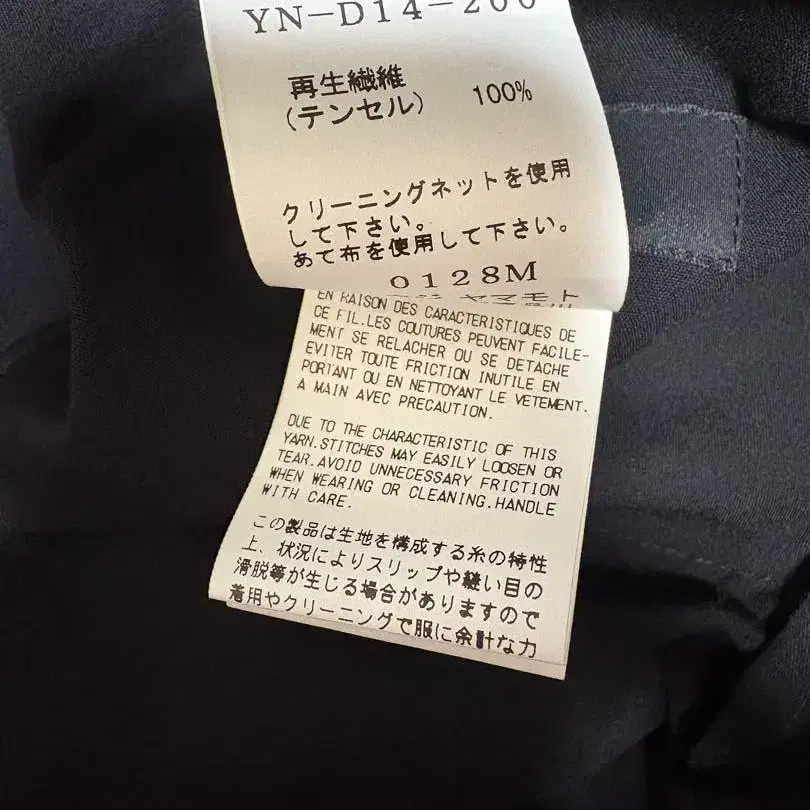 YN-D14-200
再生繊維
(テンセル) 100%
クリーニングネットを使用
して下さい。
あて布を使用して下さい。
0128M
ヤマモト
EN RAISON DES CARACTERISTIQUES DE
CE FIL.LES COUTURES PEUVENT FACILE-
MENT SE RELACHER OU SE DETACHE
EVITER TOUTE FRICTION INUTILE EN
PORTANT OU EN NETTOYANT LE VETEMENT.
A MAIN AVEC PRECAUTION.
DUE TO THE CHARACTERISTIC OF THIS
YARN.STITCHES MAY EASILY LOOSEN OR
TEAR.AVOID UNNECESSARY FRICTION
WHEN WEARING OR CLEANING.HANDLE
WITH CARE.
この製品は生地を構成する糸の特性
上、状況によりスリップや縫い目の
滑脱等が生じる場合がありますので
着用やクリーニングで服に余計な力